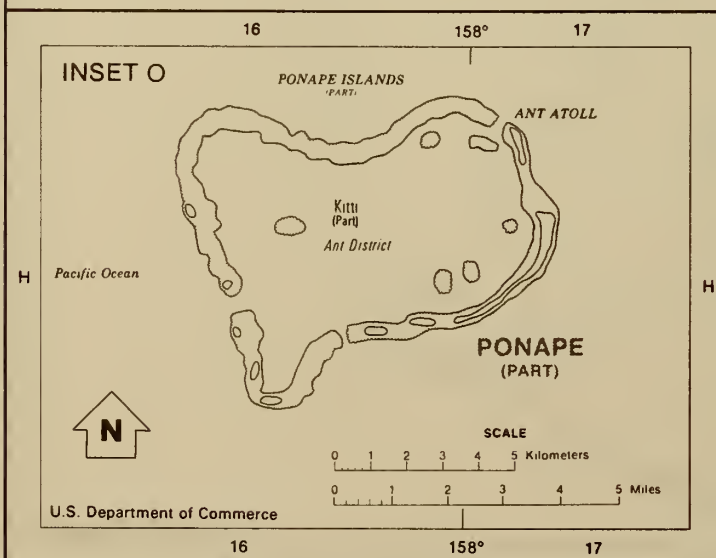 16 158° 17
INSET O
PONAPE ISLANDS
(PART)
ANT ATOLL
Kitti
(Part)
Ant District
H Pacific Ocean H
PONAPE
(PART)
N
SCALE
0 1 2 3 4 5 Kilometers
0 1 2 3 4 5 Miles
U.S. Department of Commerce
16 158° 17